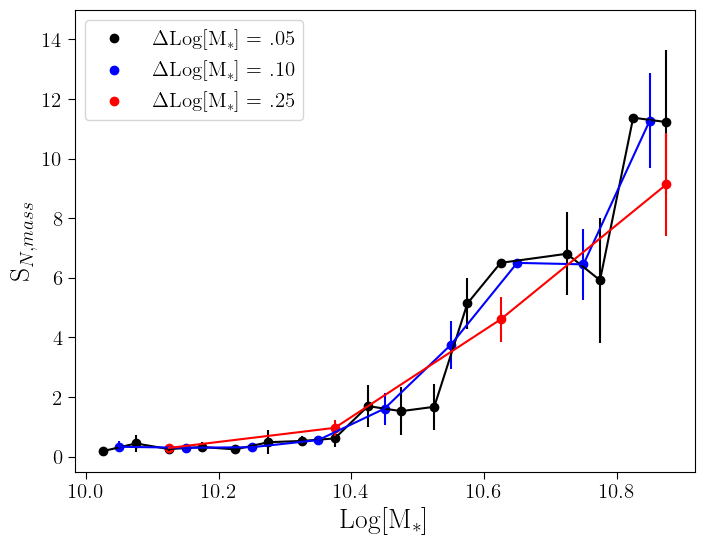 ΔLog[M*] = .05
ΔLog[M*] = .10
ΔLog[M*] = .25
14
12
10
8
6
4
2
0
S_{N,mass}
10.0 10.2 10.4 10.6 10.8
Log[M*]